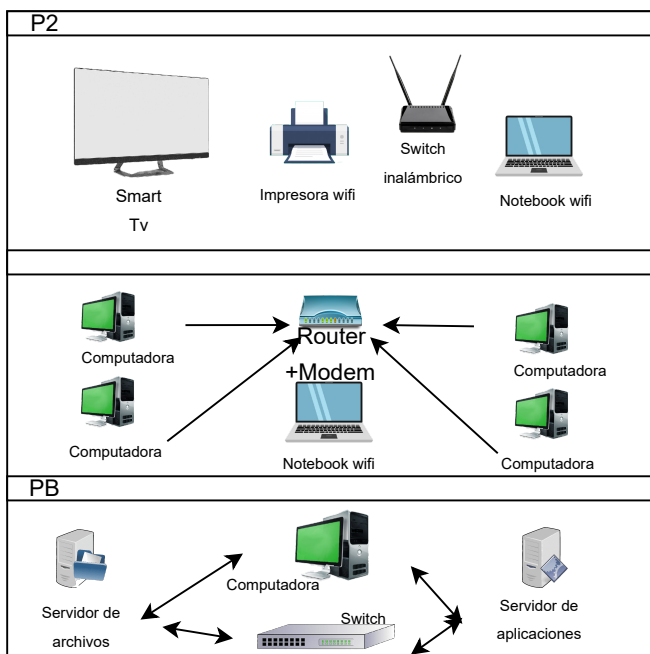 P2
Smart
Tv
Impresora wifi
Switch
inalámbrico
Notebook wifi
Router
+Modem
Computadora
Computadora
Computadora
Computadora
Notebook wifi
PB
Servidor de
archivos
Computadora
Switch
Servidor de
aplicaciones